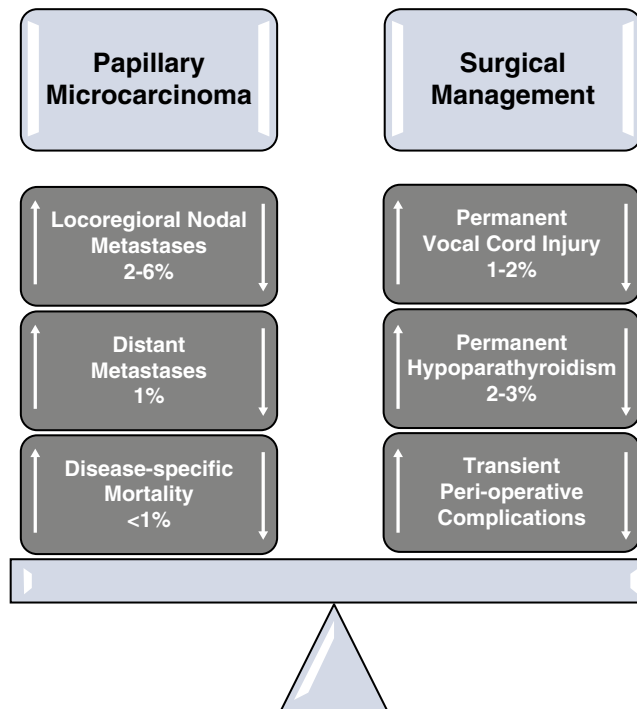 Papillary
Microcarcinoma
Locoregioral Nodal
Metastases
2-6%
Distant
Metastases
1%
Disease-specific
Mortality
<1%
Surgical
Management
Permanent
Vocal Cord Injury
1-2%
Permanent
Hypoparathyroidism
2-3%
Transient
Peri-operative
Complications